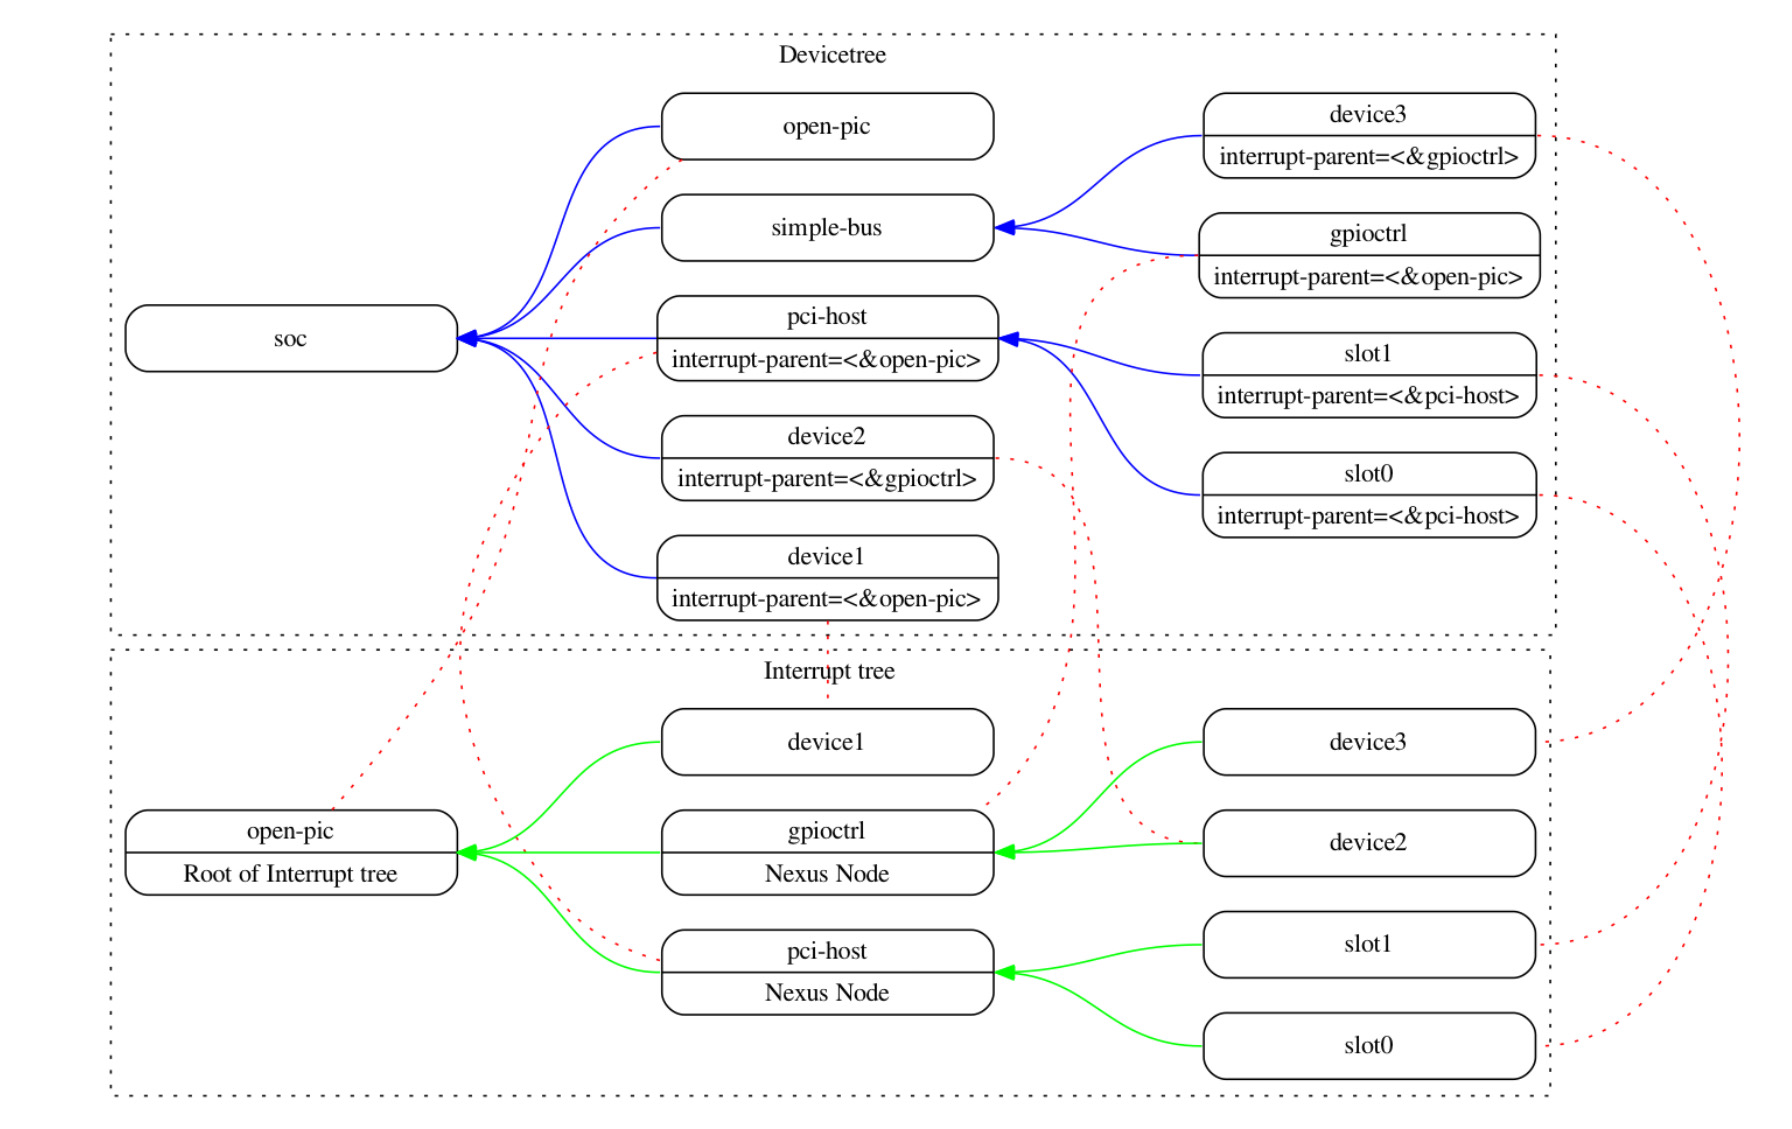 Devicetree
open-pic
device3
interrupt-parent=<&gpioctrl>
simple-bus
gpioctrl
interrupt-parent=<&open-pic>
soc
pci-host
interrupt-parent=<&open-pic>
slot1
interrupt-parent=<&pci-host>
device2
interrupt-parent=<&gpioctrl>
slot0
interrupt-parent=<&pci-host>
device1
interrupt-parent=<&open-pic>
Interrupt tree
device1
device3
open-pic
Root of Interrupt tree
gpioctrl
Nexus Node
device2
pci-host
Nexus Node
slot1
slot0